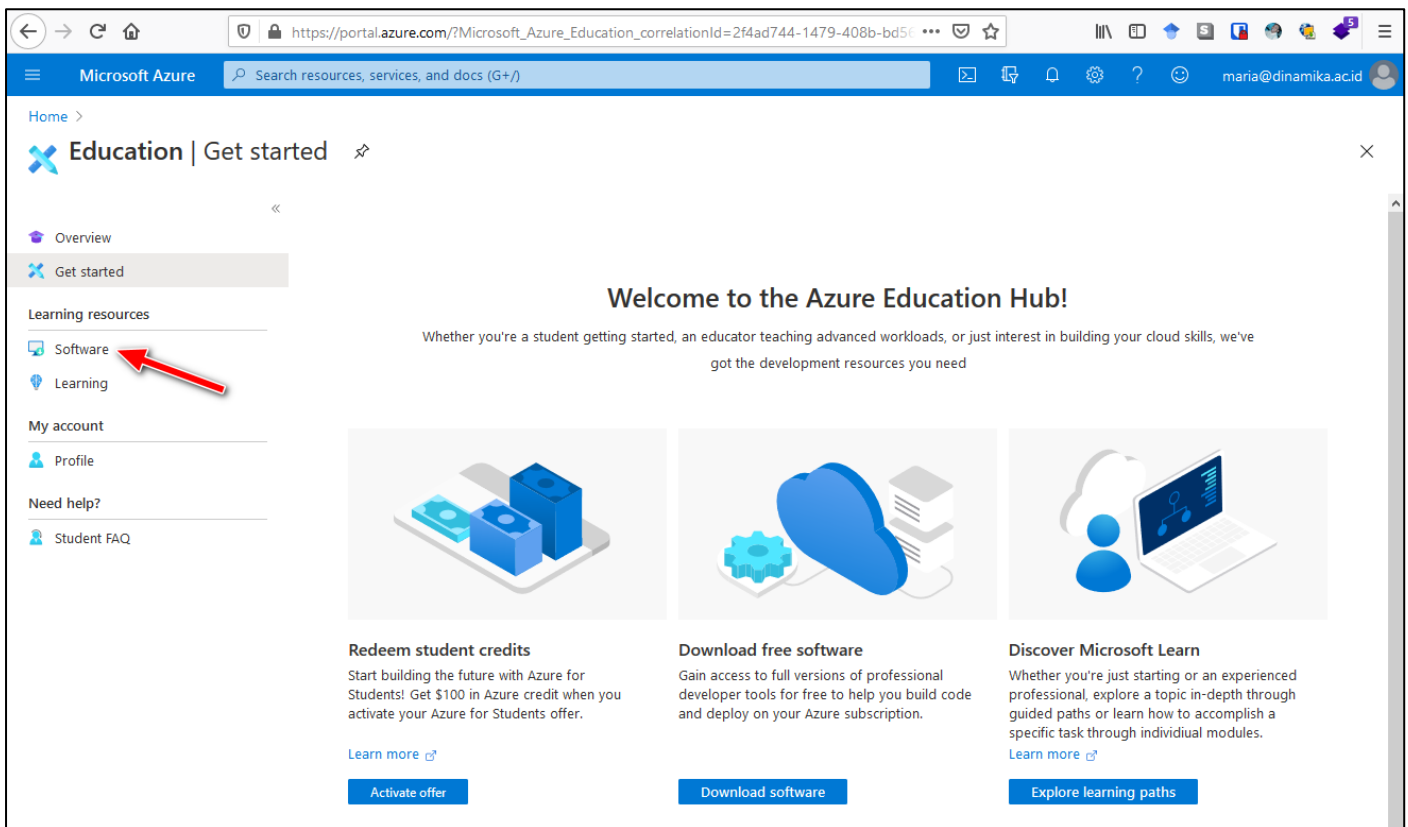 https://portal.azure.com/?Microsoft_Azure_Education_correlationId=2f4ad744-1479-408b-bd5
5
Microsoft Azure
Search resources, services, and docs (G+/)
maria@dinamika.ac.id
Home >
Education | Get started
Overview
Get started
Learning resources
Software
Learning
My account
Profile
Need help?
Student FAQ
Welcome to the Azure Education Hub!
Whether you're a student getting started, an educator teaching advanced workloads, or just interest in building your cloud skills, we've
got the development resources you need
Redeem student credits
Start building the future with Azure for
Students! Get $100 in Azure credit when you
activate your Azure for Students offer.
Learn more
Activate offer
Download free software
Gain access to full versions of professional
developer tools for free to help you build code
and deploy on your Azure subscription.
Download software
Discover Microsoft Learn
Whether you're just starting or an experienced
professional, explore a topic in-depth through
guided paths or learn how to accomplish a
specific task through individiual modules.
Learn more
Explore learning paths